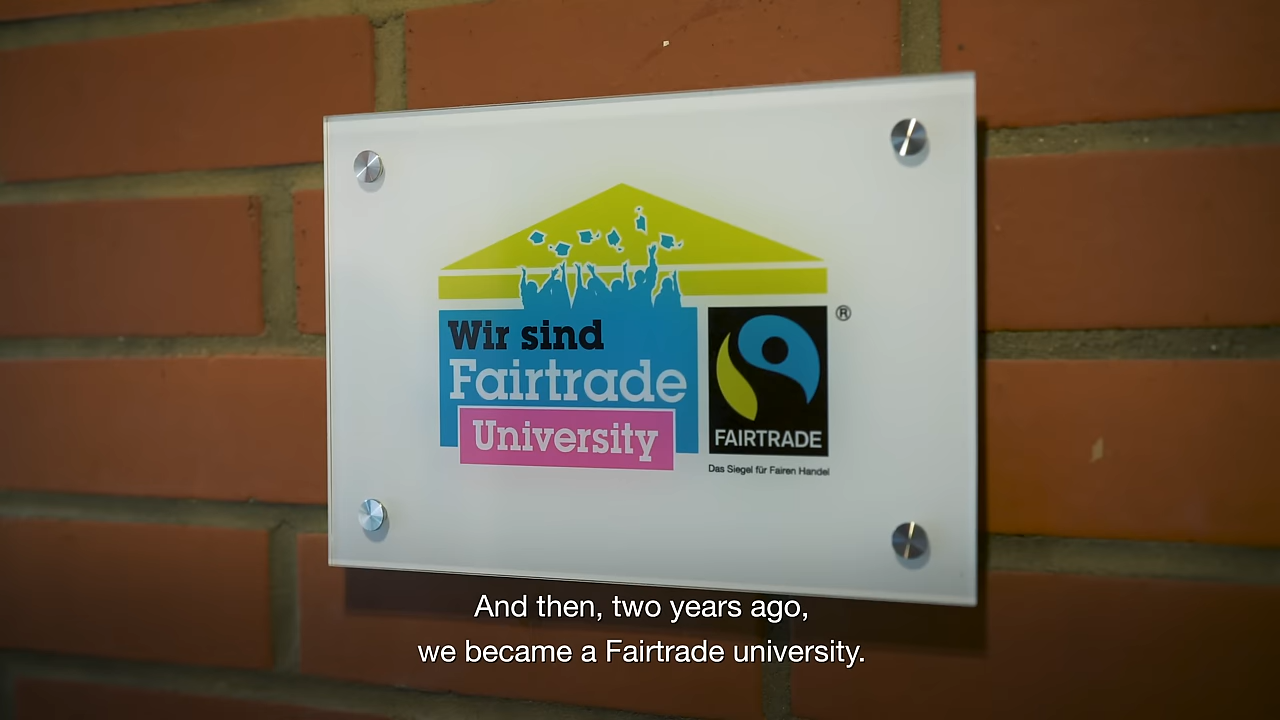 Wir sind
Fairtrade
University
®
FAIRTRADE
Das Siegel für Fairen Handel
And then, two years ago,
we became a Fairtrade university.